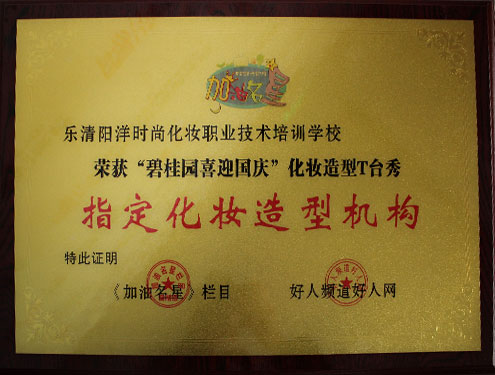 加油名星
乐清阳洋时尚化妆职业技术培训学校
荣获“碧桂园喜迎国庆”化妆造型T台秀
指定化妆造型机构
特此证明
《加油名星》栏目 好人频道好人网